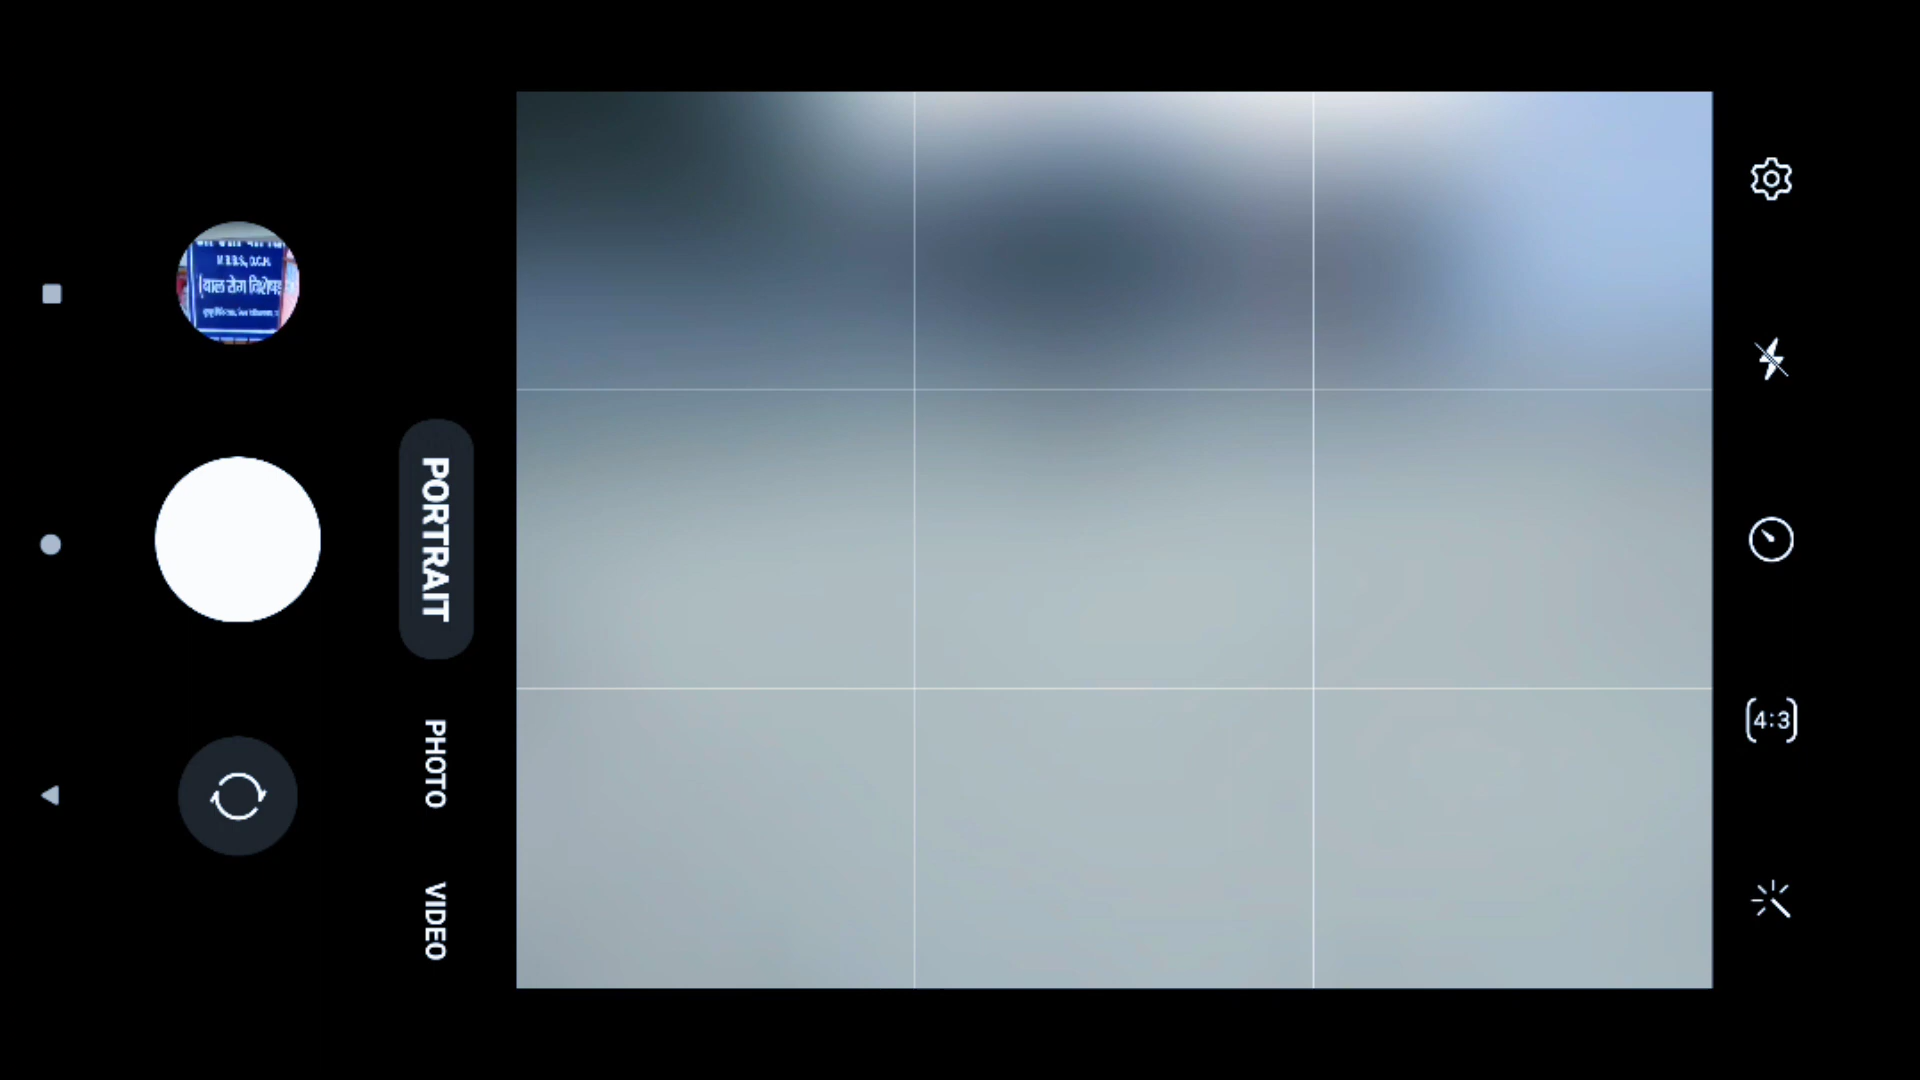 M.B.B.S., D.C.H.
(बाल रोग
PORTRAIT
PHOTO
VIDEO
4:3